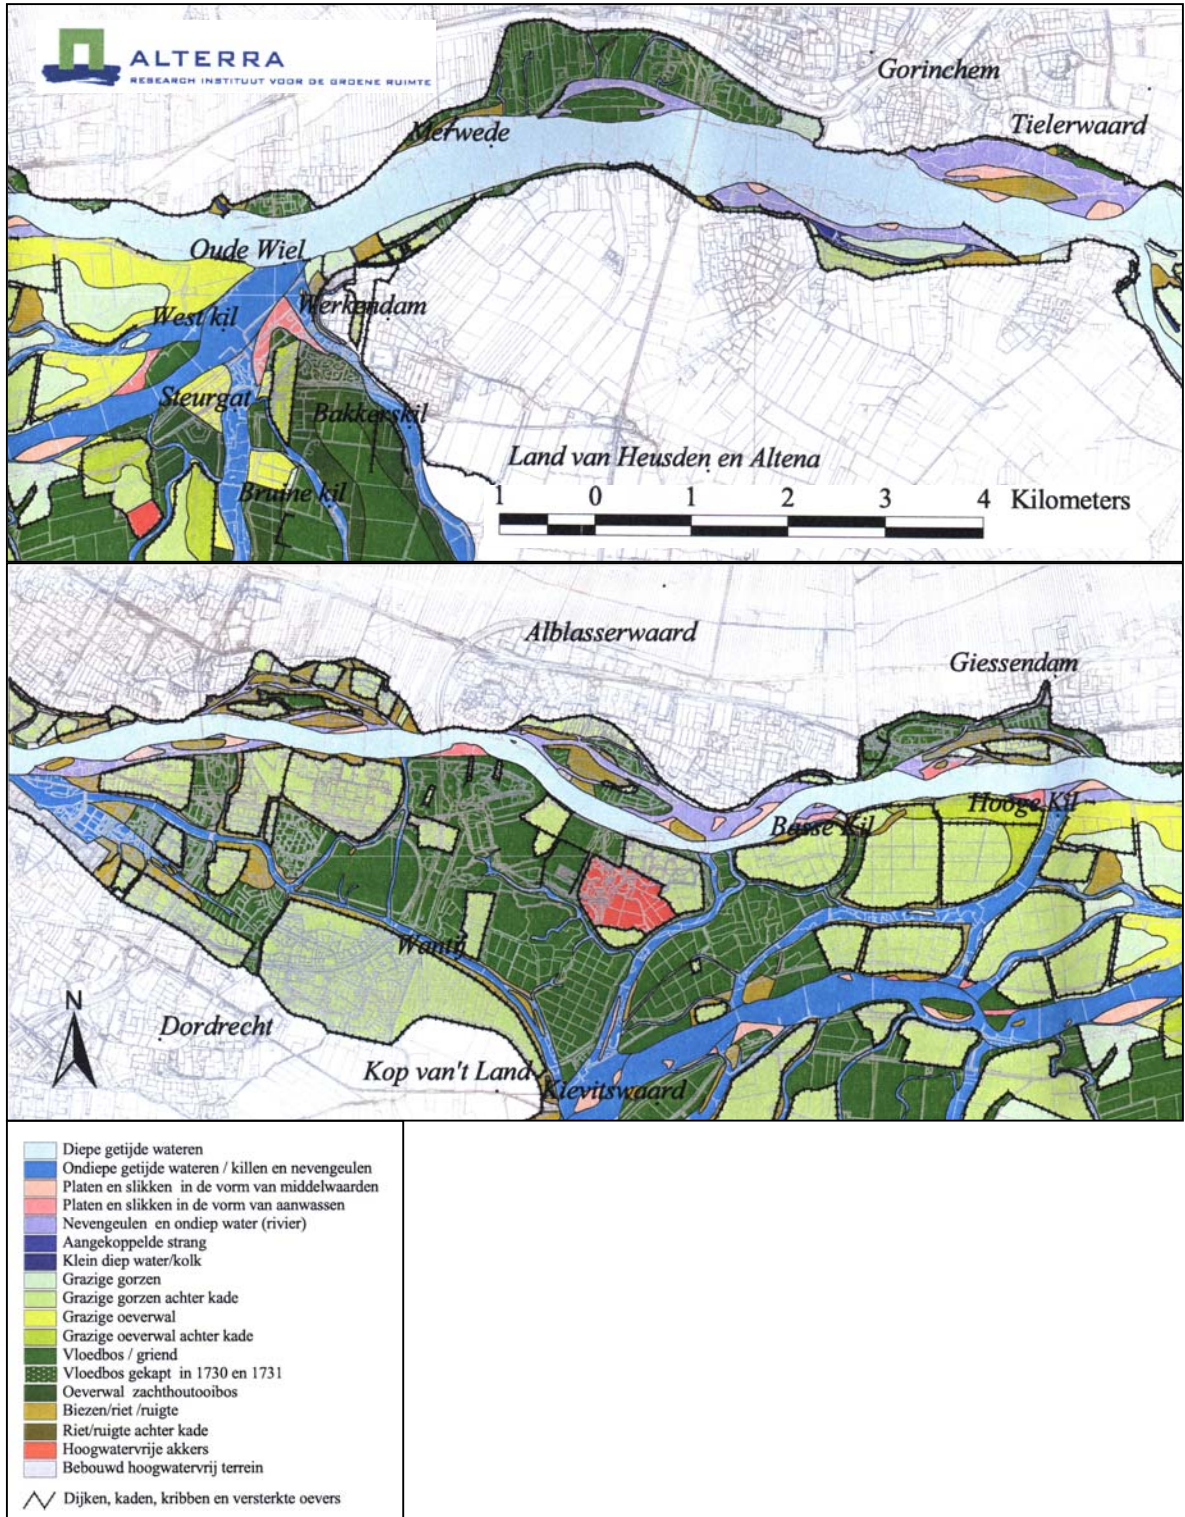 ALTERRA
RESEARCH INSTITUUT VOOR DE GROENE RUIMTE
Gorinchem
Merwede
Tielerwaard
Oude Wiel
Werkendam
West kil
Steurgat
Bakkerskil
Land van Heusden en Altena
Bruine kil
1 0 1 2 3 4 Kilometers
Alblasserwaard
Giessendam
Hooge Kil
Basse Kil
Wantij
N
Dordrecht
Kop van't Land
Kievitswaard
Diepe getijde wateren
Ondiepe getijde wateren / killen en nevengeulen
Platen en slikken in de vorm van middelwaarden
Platen en slikken in de vorm van aanwassen
Nevengeulen en ondiep water (rivier)
Aangekoppelde strang
Klein diep water/kolk
Grazige gorzen
Grazige gorzen achter kade
Grazige oeverwal
Grazige oeverwal achter kade
Vloedbos / griend
Vloedbos gekapt in 1730 en 1731
Oeverwal zachthoutooibos
Biezen/riet /ruigte
Riet/ruigte achter kade
Hoogwatervrije akkers
Bebouwd hoogwatervrij terrein
Dijken, kaden, kribben en versterkte oevers